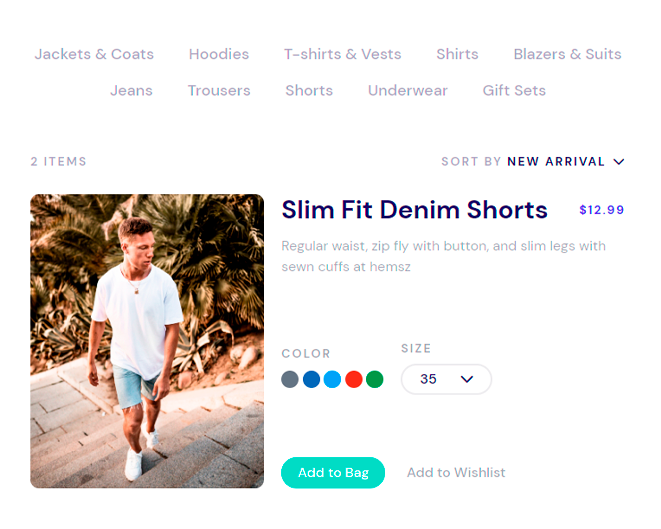 Jackets & Coats Hoodies T-shirts & Vests Shirts Blazers & Suits
Jeans Trousers Shorts Underwear Gift Sets
2 ITEMS SORT BY NEW ARRIVAL
Slim Fit Denim Shorts $12.99
Regular waist, zip fly with button, and slim legs with
sewn cuffs at hemsz
COLOR SIZE
35
Add to Bag Add to Wishlist